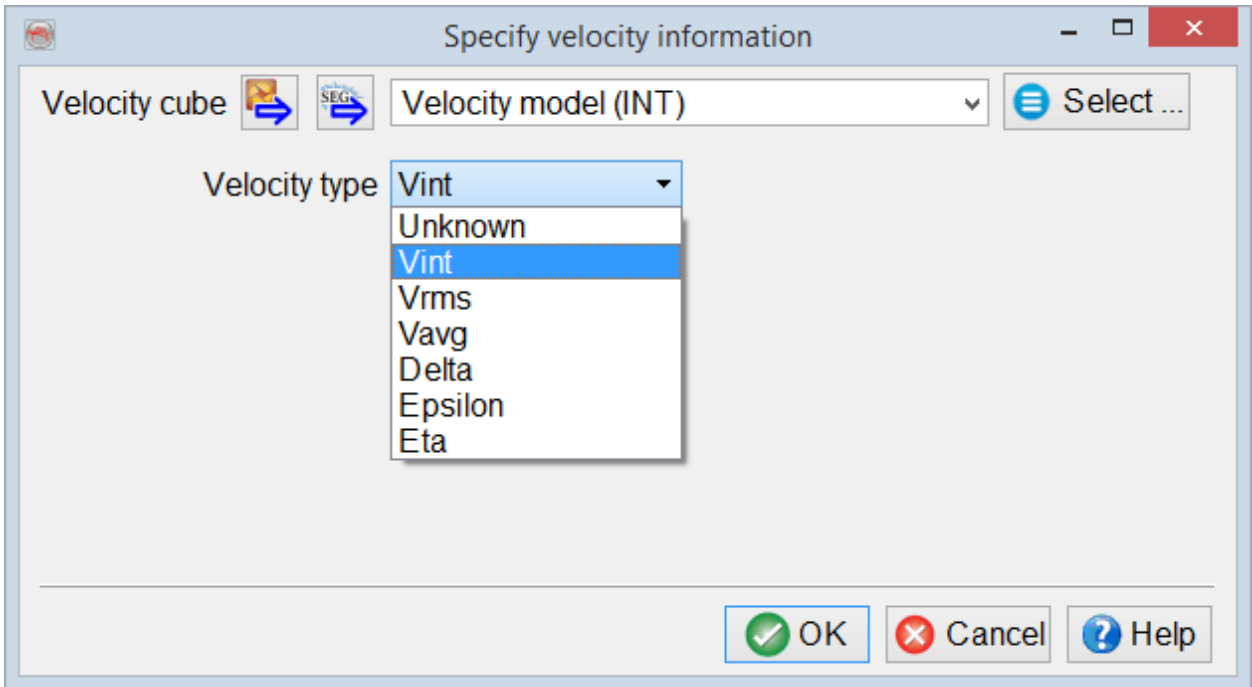 Specify velocity information
Velocity cube SEG Velocity model (INT) Select ...
Velocity type Vint
Unknown
Vint
Vrms
Vavg
Delta
Epsilon
Eta
OK Cancel Help